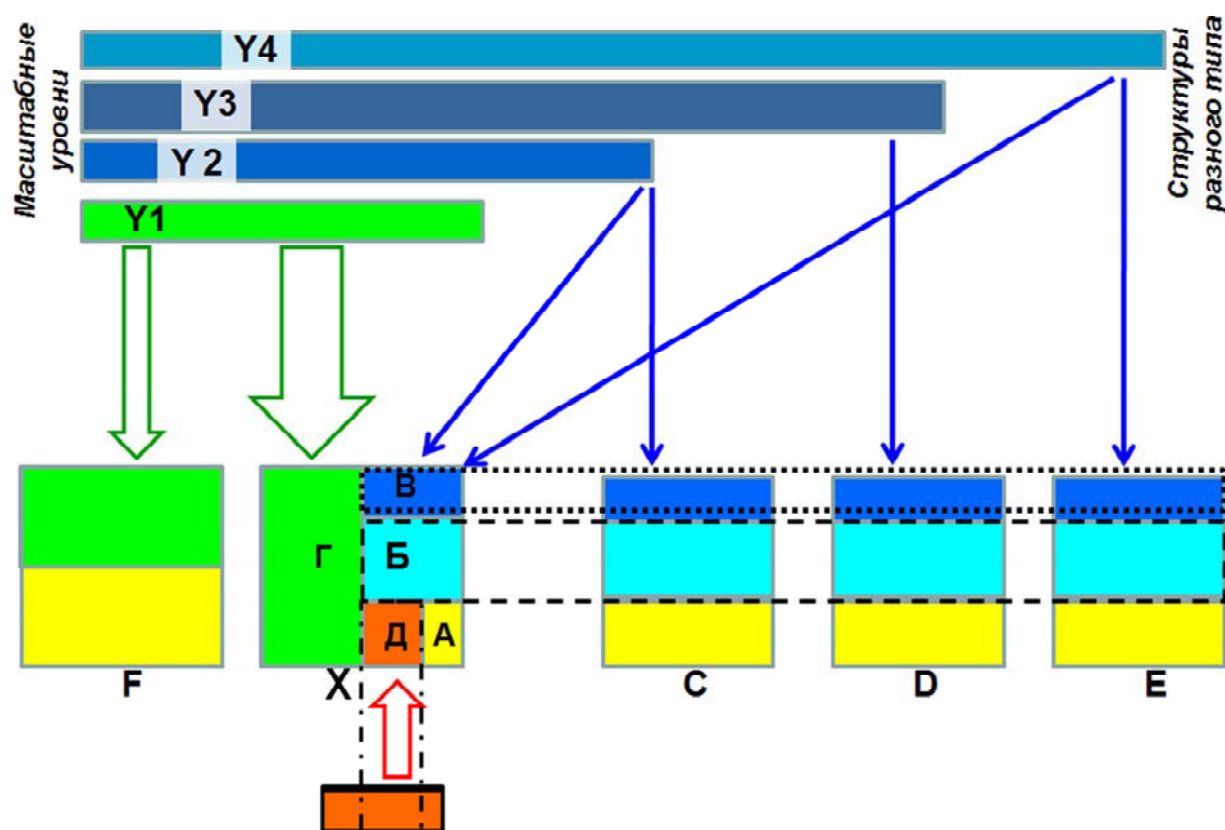 Масштабные
уровни
Y4
Y3
Y 2
Y1
Структуры
разного типа
В
Г
Б
Д
А
F
X
C
D
E